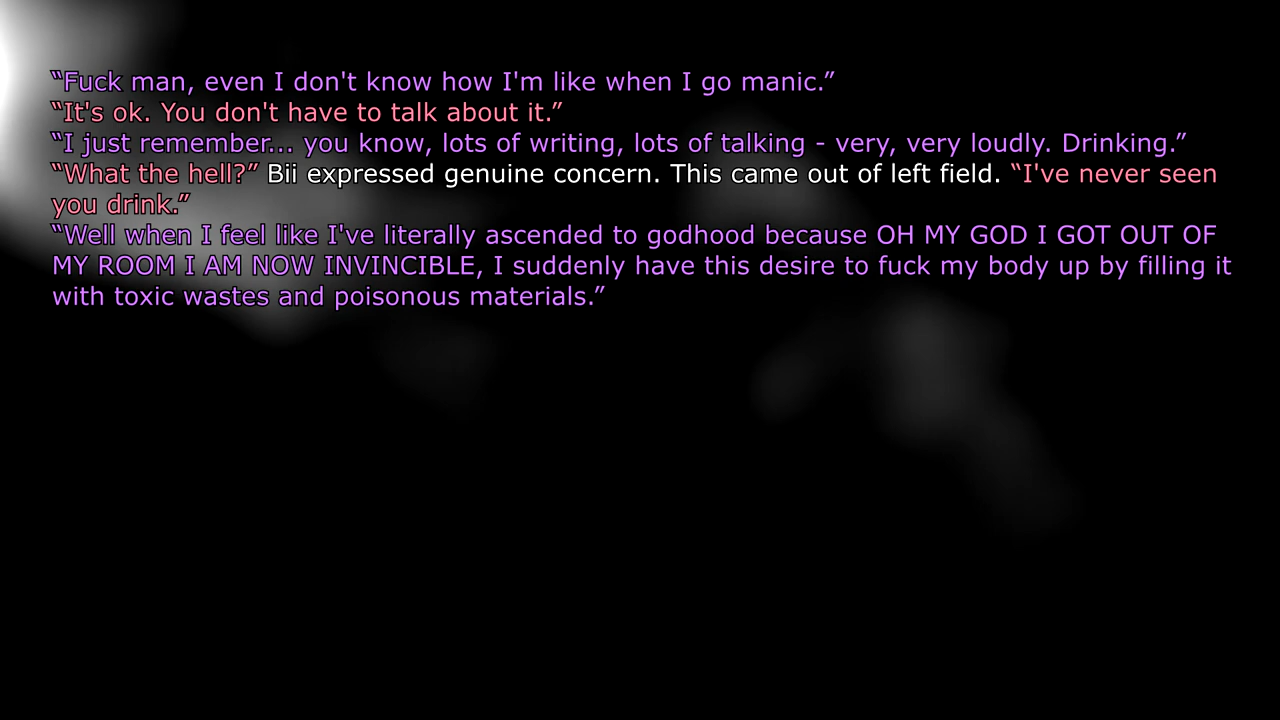 “Fuck man, even I don't know how I'm like when I go manic.”
“It's ok. You don't have to talk about it.”
“I just remember... you know, lots of writing, lots of talking - very, very loudly. Drinking.”
“What the hell?” Bii expressed genuine concern. This came out of left field. “I've never seen
you drink.”
“Well when I feel like I've literally ascended to godhood because OH MY GOD I GOT OUT OF
MY ROOM I AM NOW INVINCIBLE, I suddenly have this desire to fuck my body up by filling it
with toxic wastes and poisonous materials.”